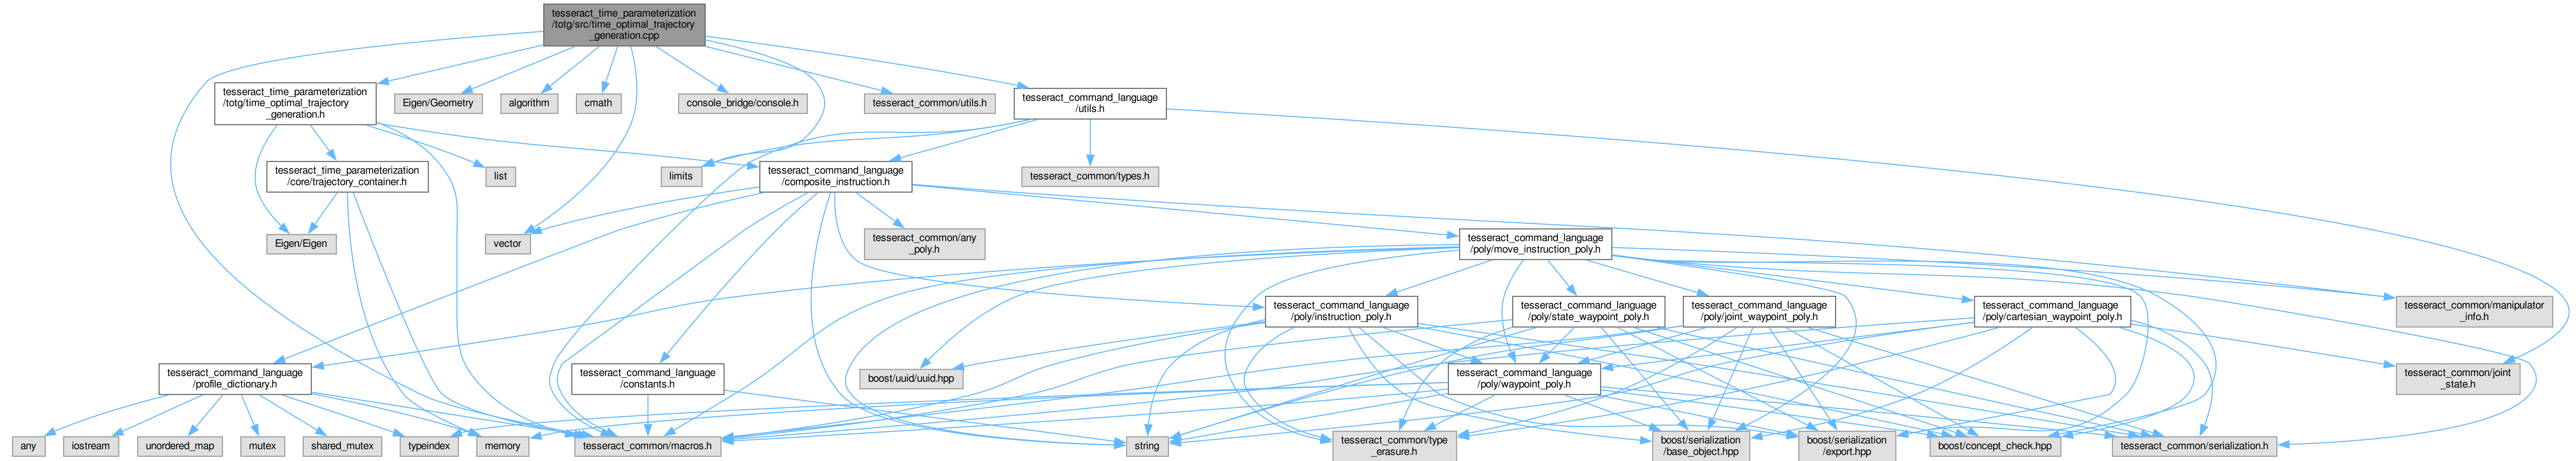 tesseract_time_parameterization
/totg/src/time_optimal_trajectory
_generation.cpp
tesseract_time_parameterization
/totg/time_optimal_trajectory
_generation.h
Eigen/Geometry
algorithm
cmath
console_bridge/console.h
tesseract_common/utils.h
tesseract_command_language
/utils.h
tesseract_time_parameterization
/core/trajectory_container.h
list
limits
tesseract_command_language
/composite_instruction.h
tesseract_common/types.h
Eigen/Eigen
vector
tesseract_common/any
_poly.h
tesseract_command_language
/poly/move_instruction_poly.h
tesseract_command_language
/poly/instruction_poly.h
tesseract_command_language
/poly/state_waypoint_poly.h
tesseract_command_language
/poly/joint_waypoint_poly.h
tesseract_command_language
/poly/cartesian_waypoint_poly.h
tesseract_common/manipulator
_info.h
tesseract_command_language
/profile_dictionary.h
tesseract_command_language
/constants.h
boost/uuid/uuid.hpp
tesseract_command_language
/poly/waypoint_poly.h
tesseract_common/joint
_state.h
any
iostream
unordered_map
mutex
shared_mutex
typeindex
memory
tesseract_common/macros.h
string
tesseract_common/type
_erasure.h
boost/serialization
/base_object.hpp
boost/serialization
/export.hpp
boost/concept_check.hpp
tesseract_common/serialization.h